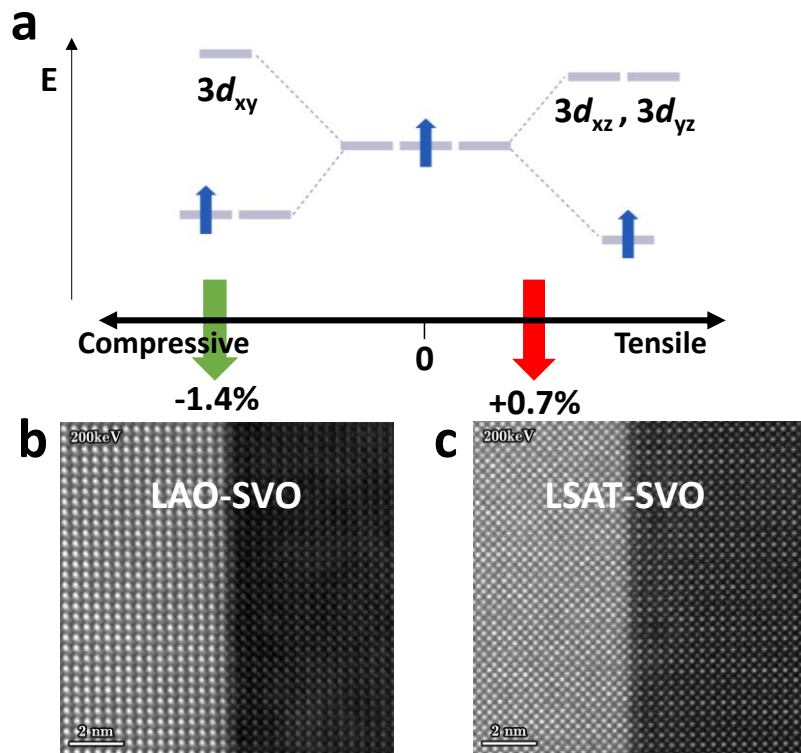 a
E
3dxy
3dxz , 3dyz
Compressive
0
Tensile
-1.4%
+0.7%
b
200keV
LAO-SVO
2 nm
c
200keV
LSAT-SVO
2 nm